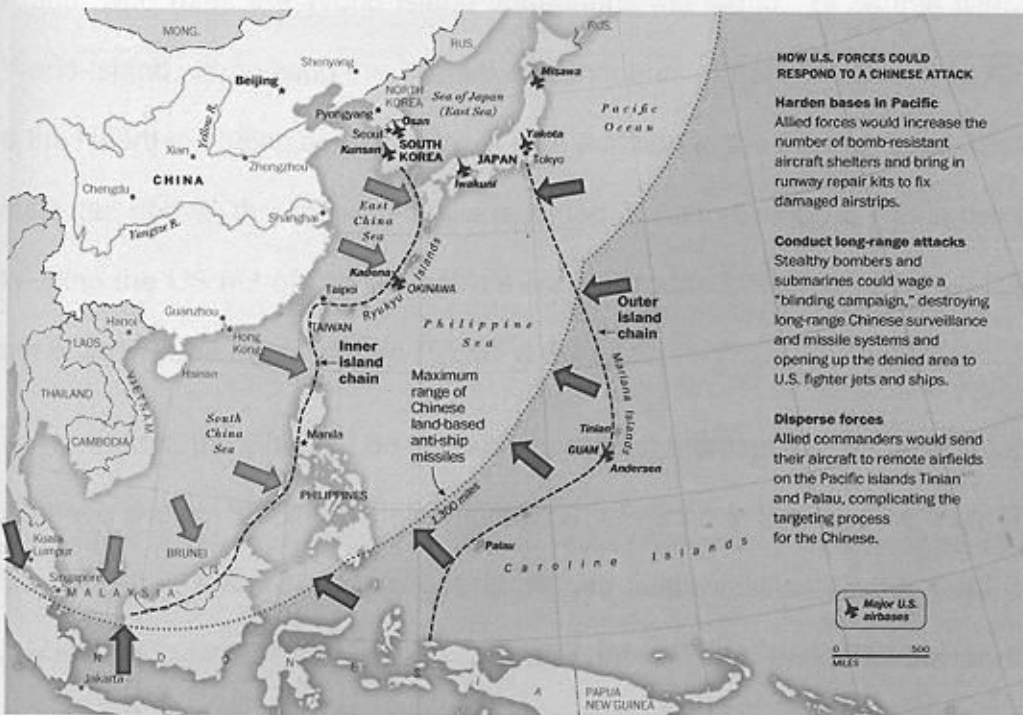 MONG.
RUS.
RUS.
Shenyang
Beijing
NORTH
KOREA
Pyongyang
Sea of Japan
(East Sea)
Misawa
Pacific
Ocean
Seoul
Osan
Kunsan
SOUTH
KOREA
JAPAN
Yakota
Tokyo
Iwakuni
Yellow R.
Xian
Zhengzhou
CHINA
Chengdu
Yangtze R.
Shanghai
East
China
Sea
Kadena
OKINAWA
Ryukyu Islands
Taipoi
TAIWAN
Guanzhou
Hong
Kong
Hanoi
LAOS
Hainan
VIETNAM
THAILAND
CAMBODIA
Inner
island
chain
Philippine
Sea
Outer
island
chain
Mariana Islands
Maximum
range of
Chinese
land-based
anti-ship
missiles
South
China
Sea
Manila
PHILIPPINES
Tinian
GUAM
Andersen
1,300 miles
Palau
Caroline Islands
Kuala
Lumpur
BRUNEI
Singapore
MALAYSIA
INDONESIA
Jakarta
PAPUA
NEW GUINEA
HOW U.S. FORCES COULD
RESPOND TO A CHINESE ATTACK
Harden bases in Pacific
Allied forces would increase the
number of bomb-resistant
aircraft shelters and bring in
runway repair kits to fix
damaged airstrips.
Conduct long-range attacks
Stealthy bombers and
submarines could wage a
"blinding campaign," destroying
long-range Chinese surveillance
and missile systems and
opening up the denied area to
U.S. fighter jets and ships.
Disperse forces
Allied commanders would send
their aircraft to remote airfields
on the Pacific islands Tinian
and Palau, complicating the
targeting process
for the Chinese.
Major U.S.
airbases
0 500
MILES